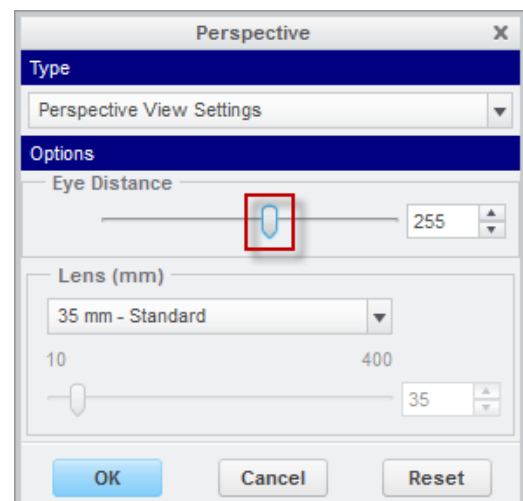 Perspective
Type
Perspective View Settings
Options
Eye Distance
255
Lens (mm)
35 mm - Standard
10 400
35
OK Cancel Reset